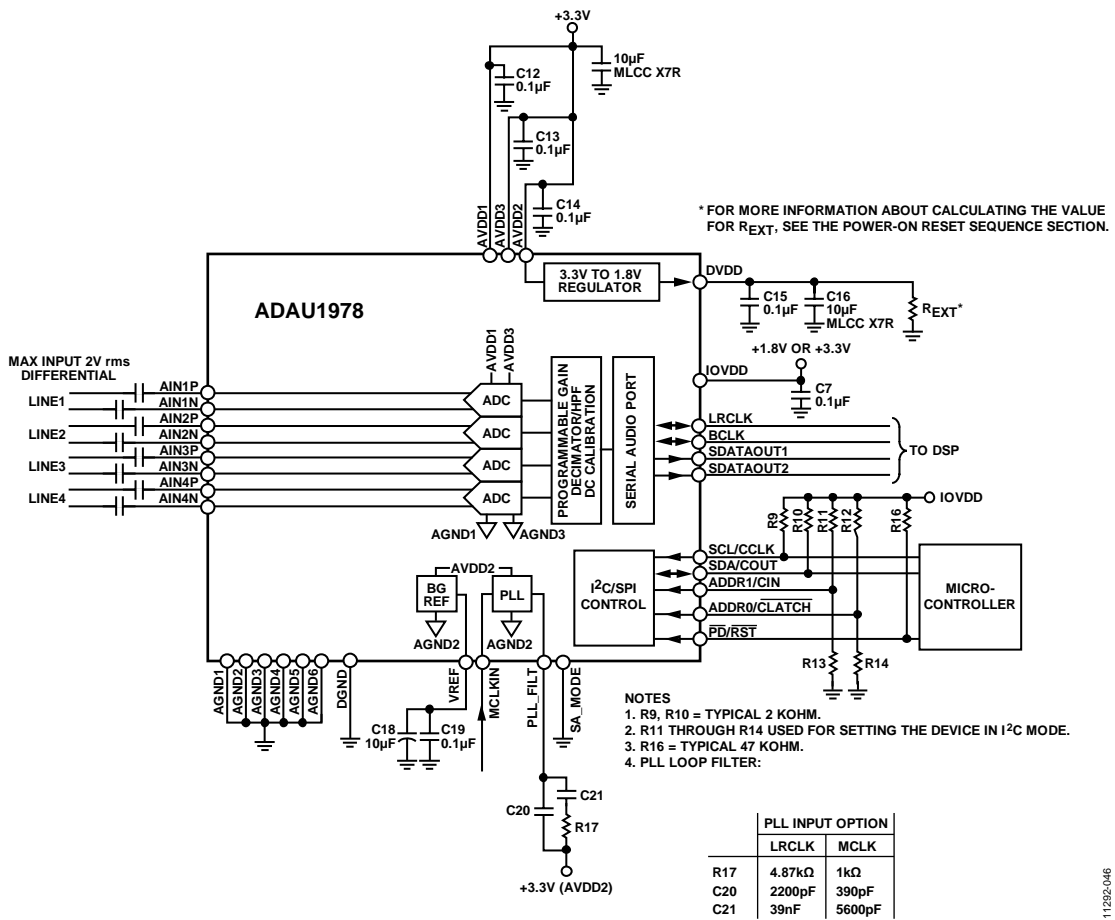 +3.3V
10µF
MLCC X7R
C12
0.1µF
C13
0.1µF
C14
0.1µF
AVDD1
AVDD3
AVDD2
* FOR MORE INFORMATION ABOUT CALCULATING THE VALUE
FOR REXT, SEE THE POWER-ON RESET SEQUENCE SECTION.
ADAU1978
3.3V TO 1.8V
REGULATOR
DVDD
C15
0.1µF
C16
10µF
MLCC X7R
REXT*
+1.8V OR +3.3V
IOVDD
C7
0.1µF
MAX INPUT 2V rms
DIFFERENTIAL
LINE1
LINE2
LINE3
LINE4
AIN1P
AIN1N
AIN2P
AIN2N
AIN3P
AIN3N
AIN4P
AIN4N
AVDD1
AVDD3
ADC
ADC
ADC
ADC
AGND1
AGND3
PROGRAMMABLE GAIN
DECIMATOR/HPF
DC CALIBRATION
SERIAL AUDIO PORT
LRCLK
BCLK
SDATAOUT1
SDATAOUT2
TO DSP
IOVDD
R9
R10
R11
R12
R16
I2C/SPI
CONTROL
SCL/CCLK
SDA/COUT
ADDR1/CIN
ADDR0/CLATCH
PD/RST
MICRO-
CONTROLLER
R13
R14
AVDD2
BG
REF
PLL
AGND2
AGND2
AGND1
AGND2
AGND3
AGND4
AGND5
AGND6
DGND
VREF
MCLKIN
PLL_FILT
SA_MODE
C18
10µF
C19
0.1µF
C20
C21
R17
+3.3V (AVDD2)
NOTES
1. R9, R10 = TYPICAL 2 KOHM.
2. R11 THROUGH R14 USED FOR SETTING THE DEVICE IN I2C MODE.
3. R16 = TYPICAL 47 KOHM.
4. PLL LOOP FILTER:
PLL INPUT OPTION
LRCLK MCLK
R17 4.87kΩ 1kΩ
C20 2200pF 390pF
C21 39nF 5600pF
11292-046